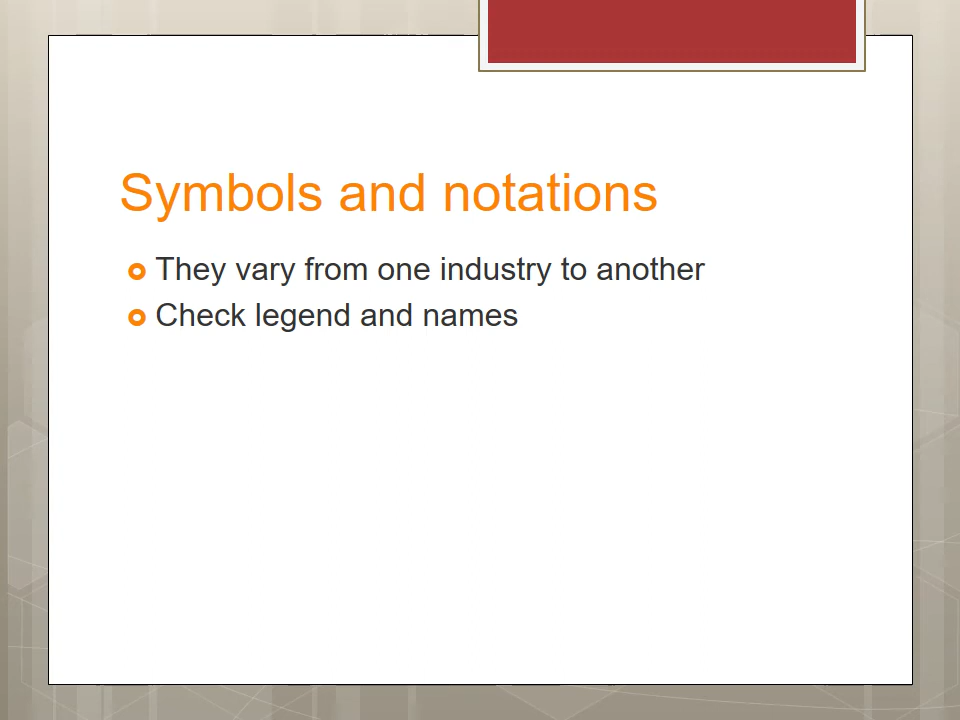 Symbols and notations
They vary from one industry to another
Check legend and names